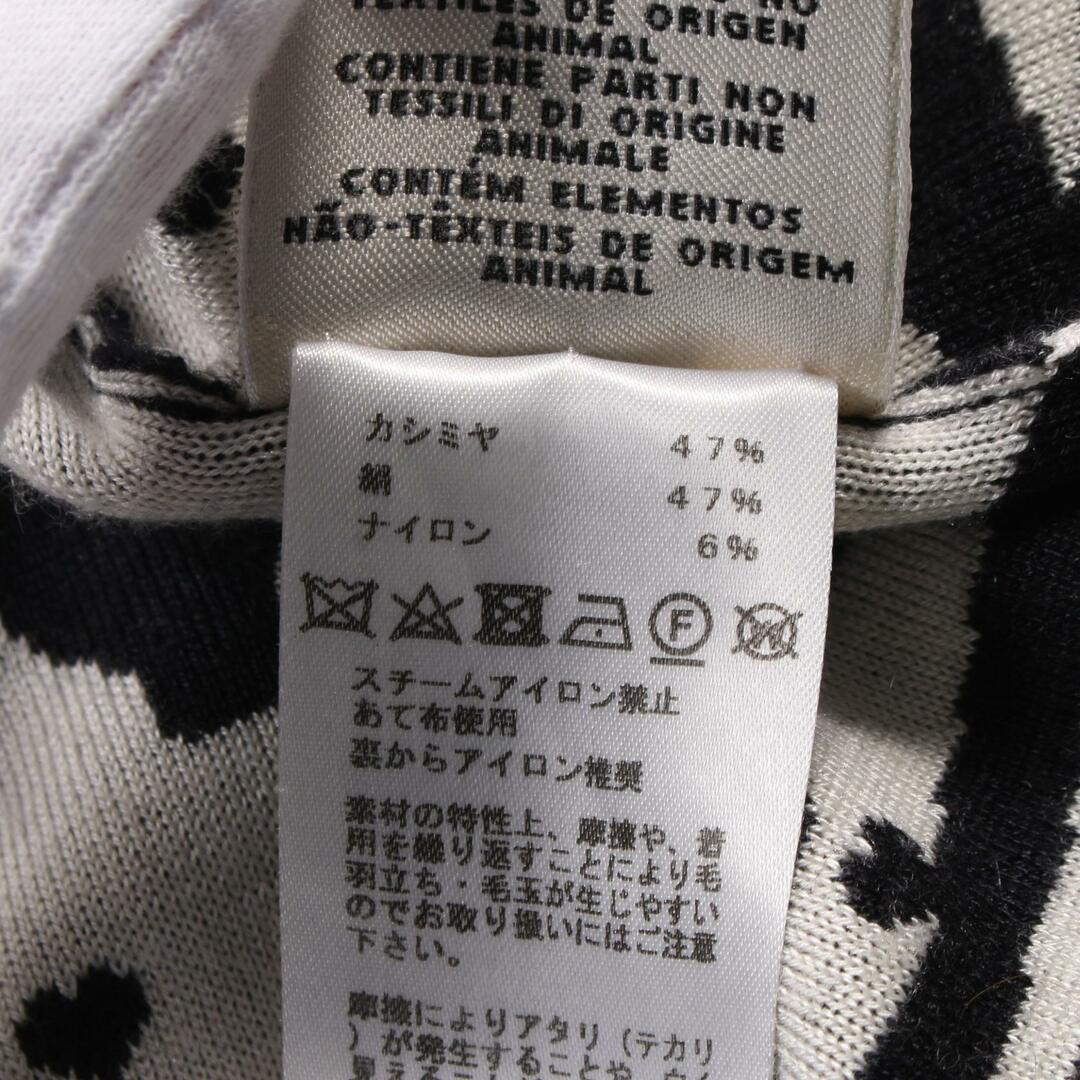 TEXTILES DE ORIGEN
ANIMAL
CONTIENE PARTI NON
TESSILI DI ORIGINE
ANIMALE
CONTÉM ELEMENTOS
NÃO-TÊXTEIS DE ORIGEM
ANIMAL
カシミヤ 47%
絹 47%
ナイロン 6%
F
W
スチームアイロン禁止
あて布使用
裏からアイロン推奨
素材の特性上、摩擦や、着
用を繰り返すことにより毛
羽立ち・毛玉が生じやすい
のでお取り扱いにはご注意
下さい。
摩擦によりアタリ（テカリ
）が発生することや、